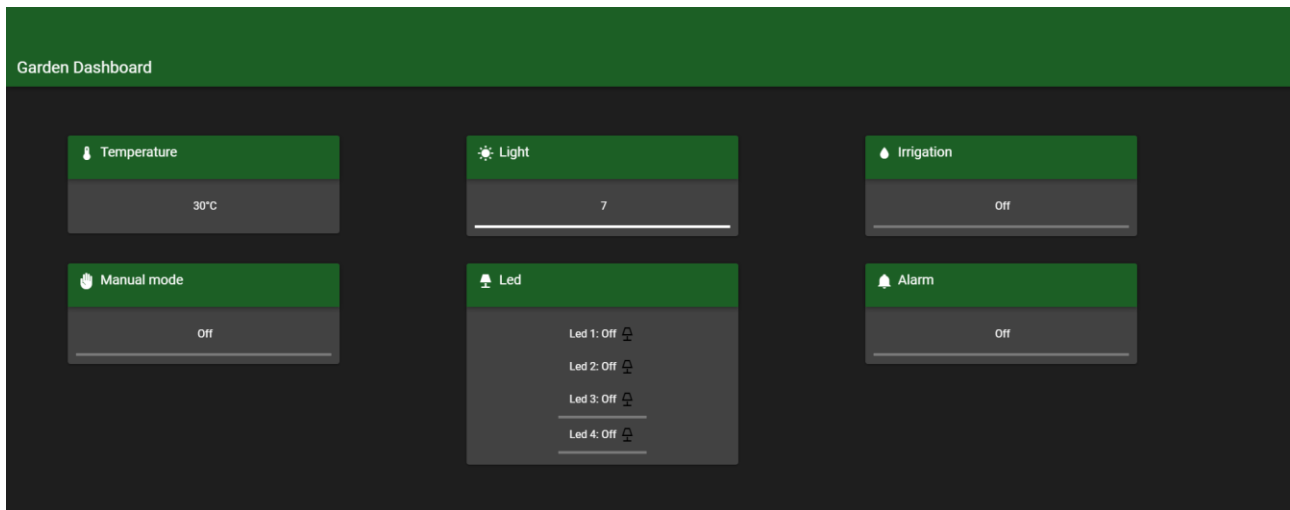 Garden Dashboard
Temperature
30°C
Light
7
Irrigation
Off
Manual mode
Off
Led
Led 1: Off
Led 2: Off
Led 3: Off
Led 4: Off
Alarm
Off